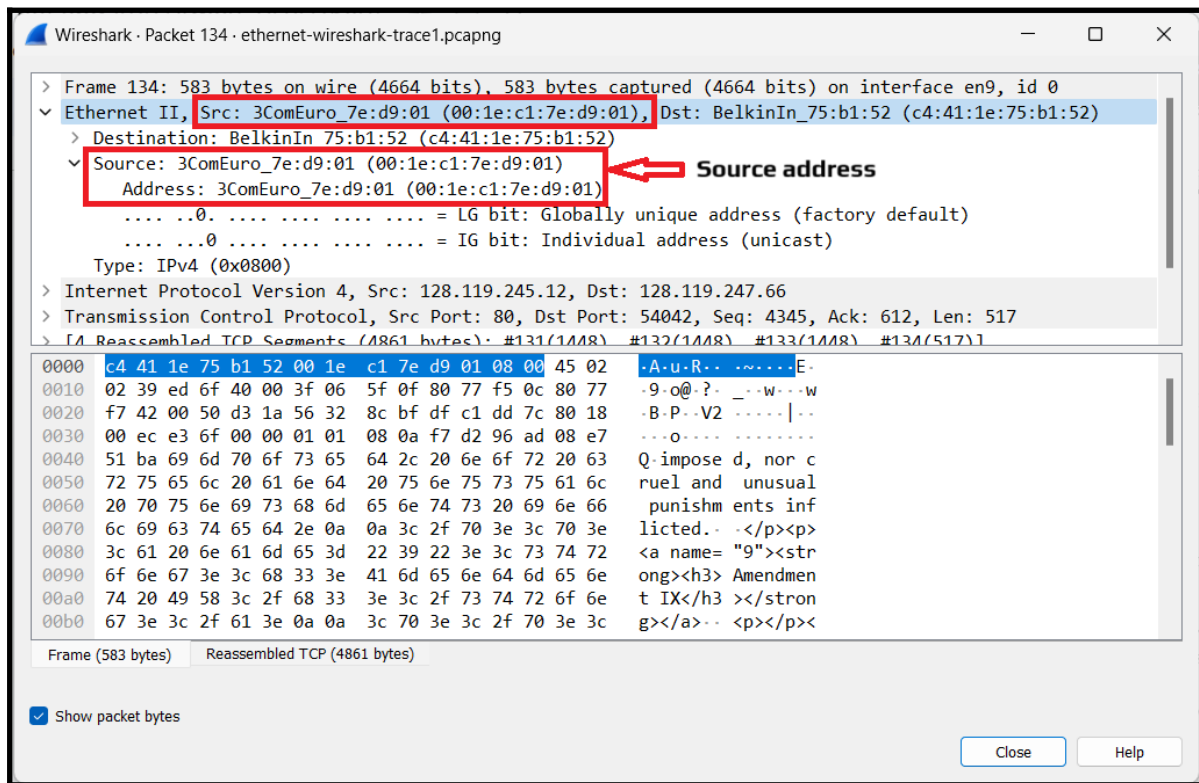 Wireshark · Packet 134 · ethernet-wireshark-trace1.pcapng
> Frame 134: 583 bytes on wire (4664 bits), 583 bytes captured (4664 bits) on interface en9, id 0
Ethernet II, Src: 3ComEuro_7e:d9:01 (00:1e:c1:7e:d9:01), Dst: BelkinIn_75:b1:52 (c4:41:1e:75:b1:52)
> Destination: BelkinIn_75:b1:52 (c4:41:1e:75:b1:52)
Source: 3ComEuro_7e:d9:01 (00:1e:c1:7e:d9:01)
Source address
Address: 3ComEuro_7e:d9:01 (00:1e:c1:7e:d9:01)
.... ..0. .... .... .... .... = LG bit: Globally unique address (factory default)
.... ...0 .... .... .... .... = IG bit: Individual address (unicast)
Type: IPv4 (0x0800)
> Internet Protocol Version 4, Src: 128.119.245.12, Dst: 128.119.247.66
> Transmission Control Protocol, Src Port: 80, Dst Port: 54042, Seq: 4345, Ack: 612, Len: 517
> [4 Reassembled TCP Segments (4861 bytes): #131(1448), #132(1448), #133(1448), #134(517)]
0000 c4 41 1e 75 b1 52 00 1e c1 7e d9 01 08 00 45 02 ·A·u·R·· ·~····E·
0010 02 39 ed 6f 40 00 3f 06 5f 0f 80 77 f5 0c 80 77 ·9·o@·?· _··w···w
0020 f7 42 00 50 d3 1a 56 32 8c bf df c1 dd 7c 80 18 ·B·P··V2 ·····|··
0030 00 ec e3 6f 00 00 01 01 08 0a f7 d2 96 ad 08 e7 ···o···· ········
0040 51 ba 69 6d 70 6f 73 65 64 2c 20 6e 6f 72 20 63 Q·impose d, nor c
0050 72 75 65 6c 20 61 6e 64 20 75 6e 75 73 75 61 6c ruel and unusual
0060 20 70 75 6e 69 73 68 6d 65 6e 74 73 20 69 6e 66 punishm ents inf
0070 6c 69 63 74 65 64 2e 0a 0a 3c 2f 70 3e 3c 70 3e licted.· ·</p><p>
0080 3c 61 20 6e 61 6d 65 3d 22 39 22 3e 3c 73 74 72 <a name= "9"><str
0090 6f 6e 67 3e 3c 68 33 3e 41 6d 65 6e 64 6d 65 6e ong><h3> Amendmen
00a0 74 20 49 58 3c 2f 68 33 3e 3c 2f 73 74 72 6f 6e t IX</h3 ></stron
00b0 67 3e 3c 2f 61 3e 0a 0a 3c 70 3e 3c 2f 70 3e 3c g></a>·· <p></p><
Frame (583 bytes) Reassembled TCP (4861 bytes)
Show packet bytes
Close Help